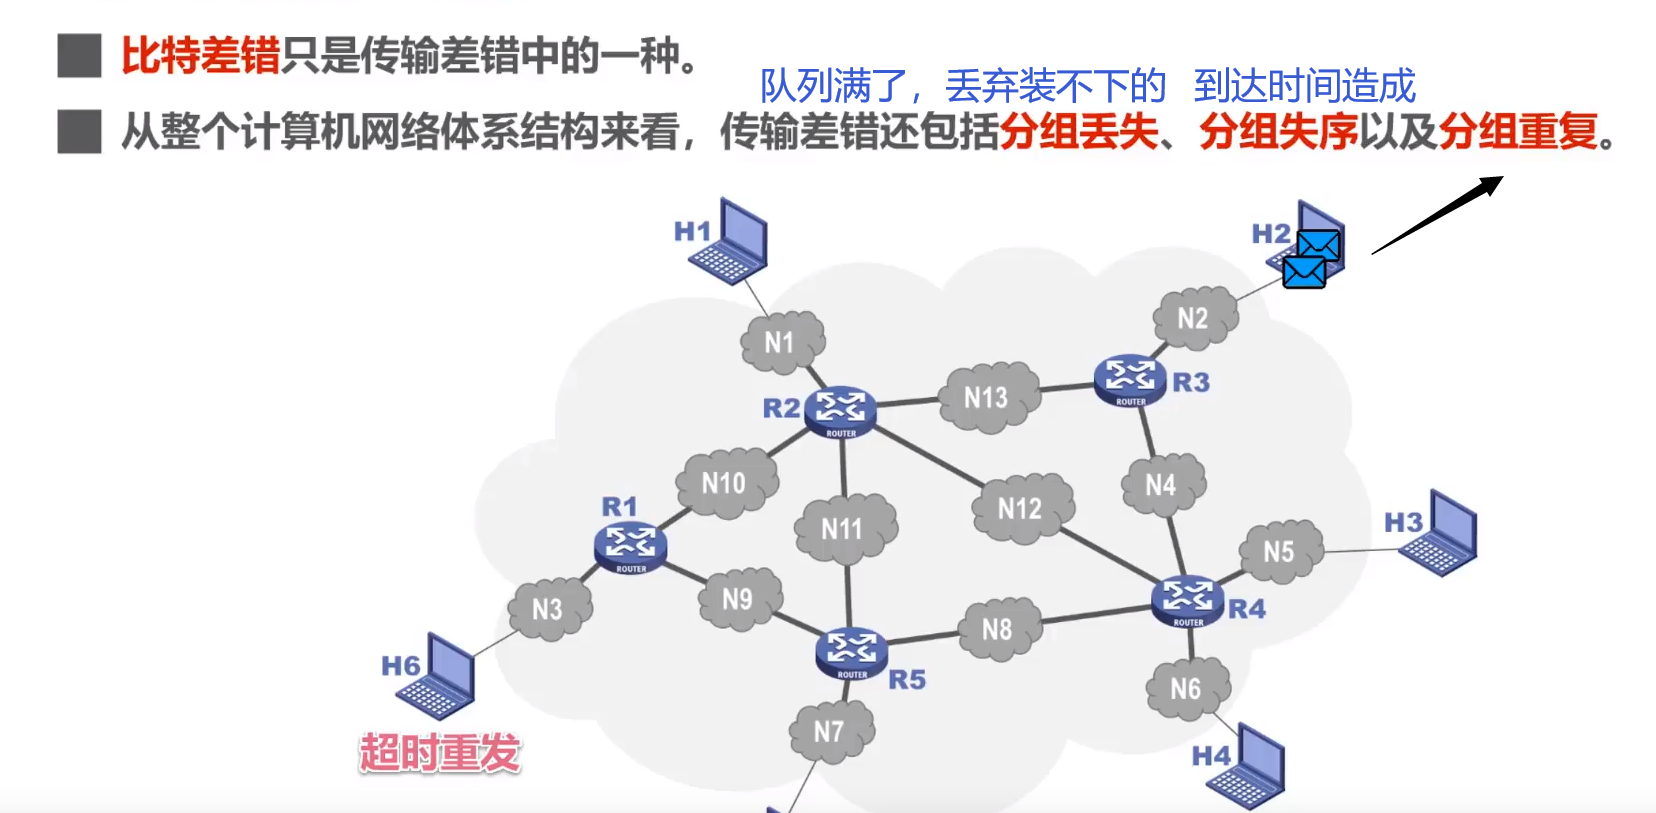 比特差错只是传输差错中的一种。
队列满了，丢弃装不下的 到达时间造成
从整个计算机网络体系结构来看，传输差错还包括分组丢失、分组失序以及分组重复。
H1
H2
N1
N2
R2
ROUTER
N13
R3
ROUTER
N10
N12
N4
R1
ROUTER
N11
H3
N5
N3
N9
N8
R4
ROUTER
H6
R5
ROUTER
N6
N7
超时重发
H4